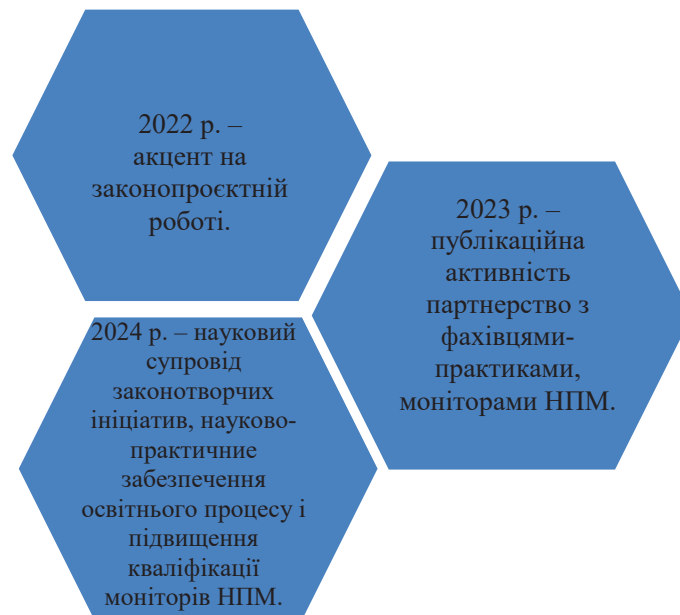 2022 р. –
акцент на
законопроєктній
роботі.
2023 р. –
публікаційна
активність
партнерство з
фахівцями-
практиками,
моніторами НПМ.
2024 р. – науковий
супровід
законотворчих
ініціатив, науково-
практичние
забезпечення
освітнього процесу і
підвищення
кваліфікації
моніторів НПМ.